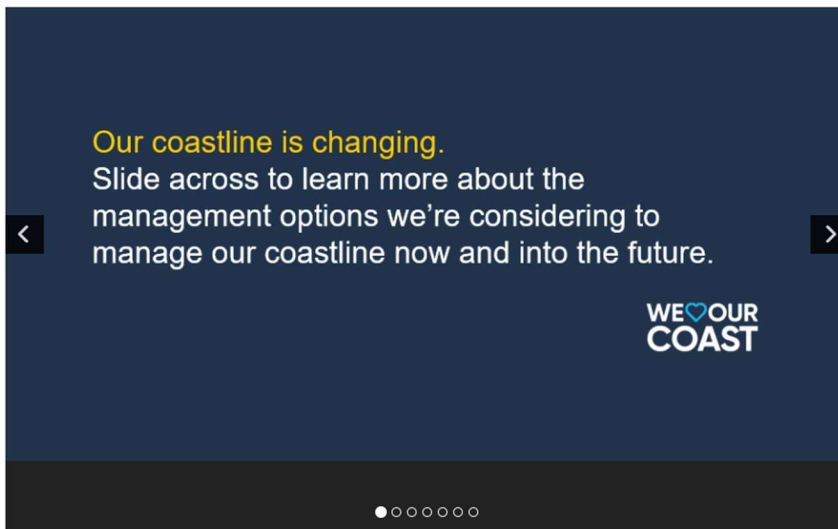 Our coastline is changing.
Slide across to learn more about the
management options we’re considering to
manage our coastline now and into the future.
WE♡OUR
COAST